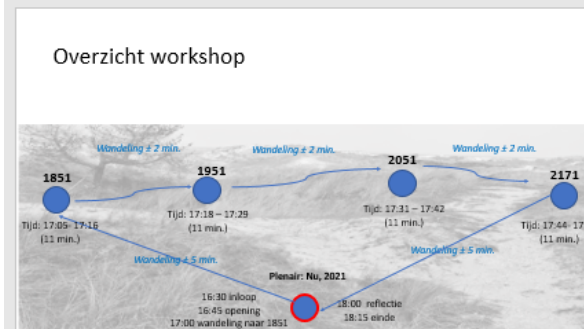 Overzicht workshop
Wandeling ± 2 min.
Wandeling ± 2 min.
Wandeling ± 2 min.
1851
1951
2051
2171
Tijd: 17:05- 17:16
(11 min.)
Tijd: 17:18 – 17:29
(11 min.)
Tijd: 17:31 – 17:42
(11 min.)
Tijd: 17:44- 17
(11 min.)
Wandeling ± 5 min.
Wandeling ± 5 min.
Plenair: Nu, 2021
16:30 inloop
16:45 opening
17:00 wandeling naar 1851
18:00 reflectie
18:15 einde